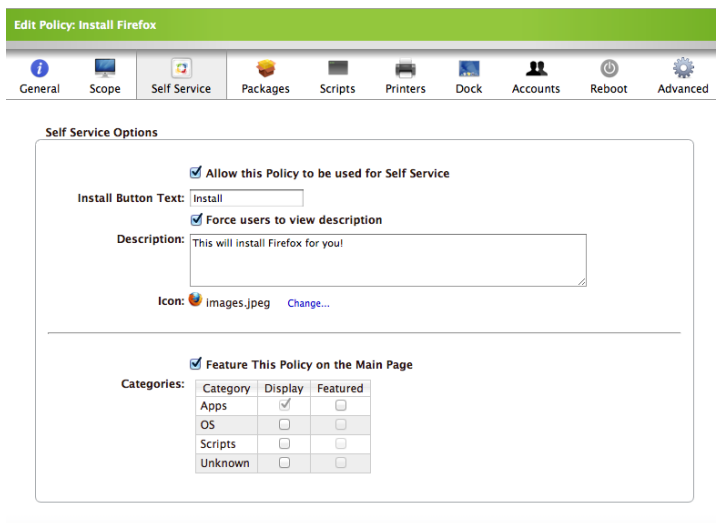 Edit Policy: Install Firefox
General Scope Self Service Packages Scripts Printers Dock Accounts Reboot Advanced
Self Service Options
Allow this Policy to be used for Self Service
Install Button Text: Install
Force users to view description
Description: This will install Firefox for you!
Icon: images.jpeg Change...
Feature This Policy on the Main Page
Categories: Category Display Featured
Apps
OS
Scripts
Unknown